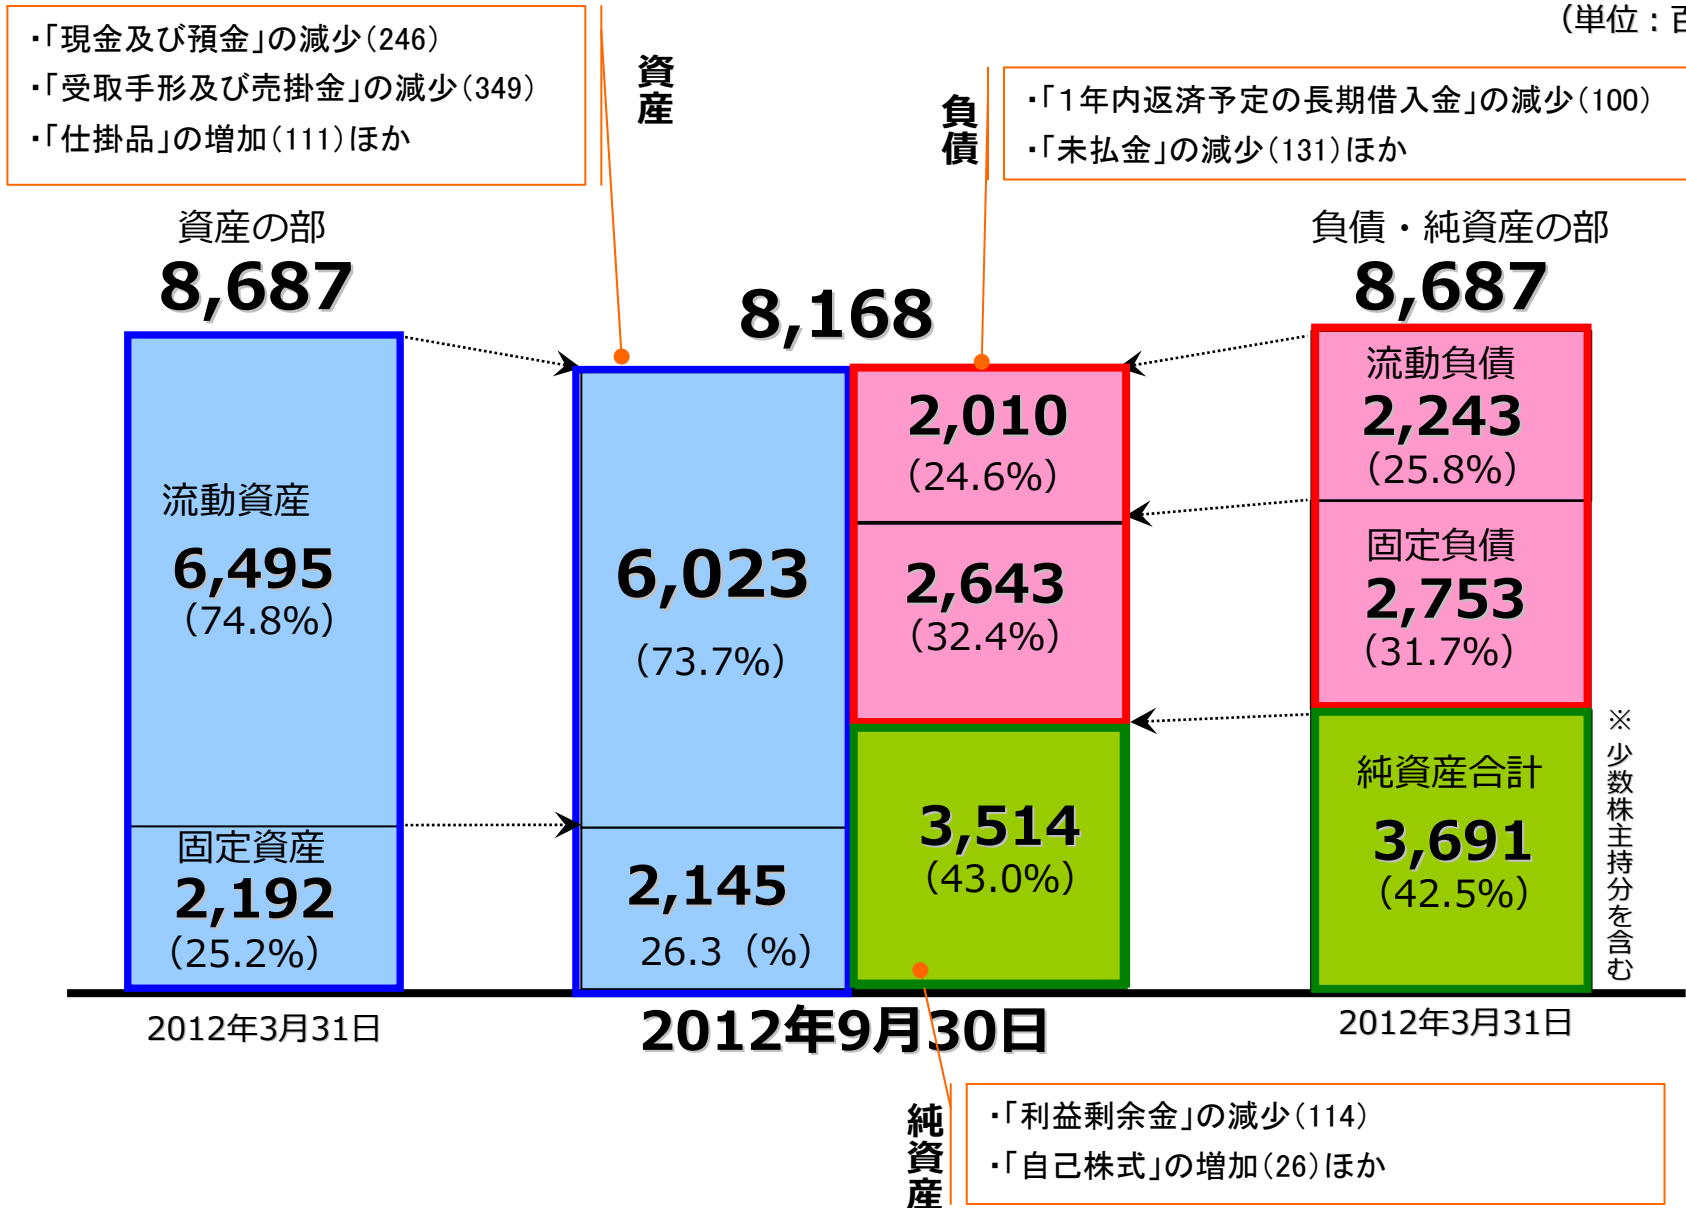 (単位：百
・「現金及び預金」の減少（246）
・「受取手形及び売掛金」の減少（349）
・「仕掛品」の増加（111）ほか
資産
負債
・「１年内返済予定の長期借入金」の減少（100）
・「未払金」の減少（131）ほか
資産の部
8,687
8,168
負債・純資産の部
8,687
流動資産
6,495
（74.8%）
固定資産
2,192
（25.2%）
6,023
（73.7%）
2,145
26.3（%）
2,010
（24.6%）
2,643
（32.4%）
3,514
（43.0%）
流動負債
2,243
（25.8%）
固定負債
2,753
（31.7%）
純資産合計
3,691
（42.5%）
※少数株主持分を含む
2012年3月31日
2012年9月30日
2012年3月31日
純資産
・「利益剰余金」の減少（114）
・「自己株式」の増加（26）ほか